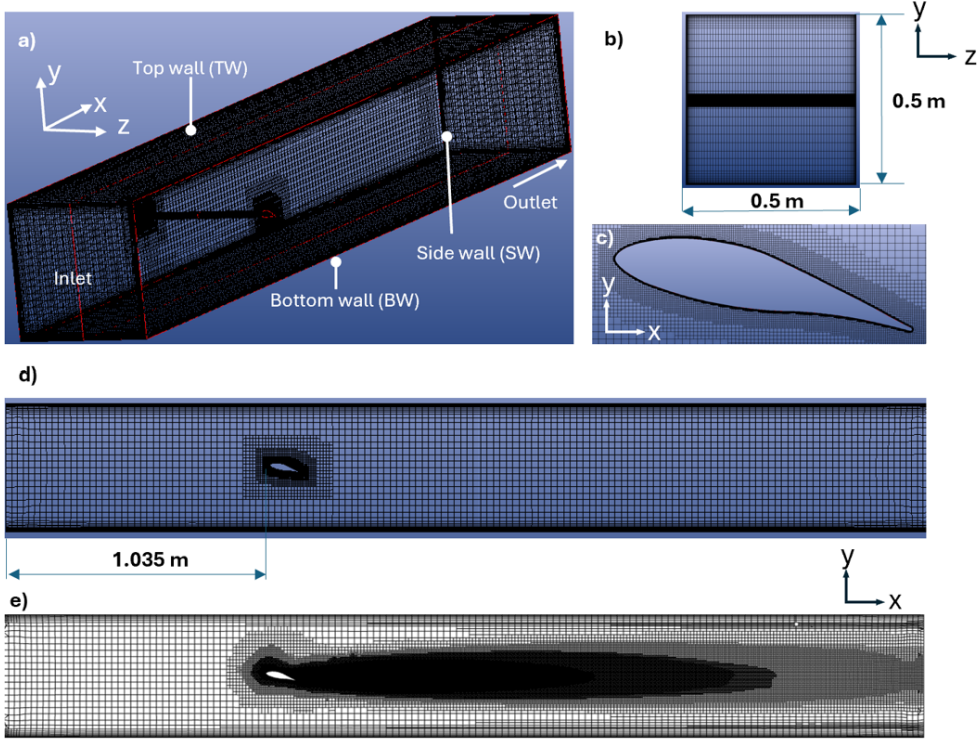 a)
Top wall (TW)
y
x
z
Inlet
Outlet
Side wall (SW)
Bottom wall (BW)
b)
y
z
0.5 m
0.5 m
c)
y
x
d)
1.035 m
y
x
e)